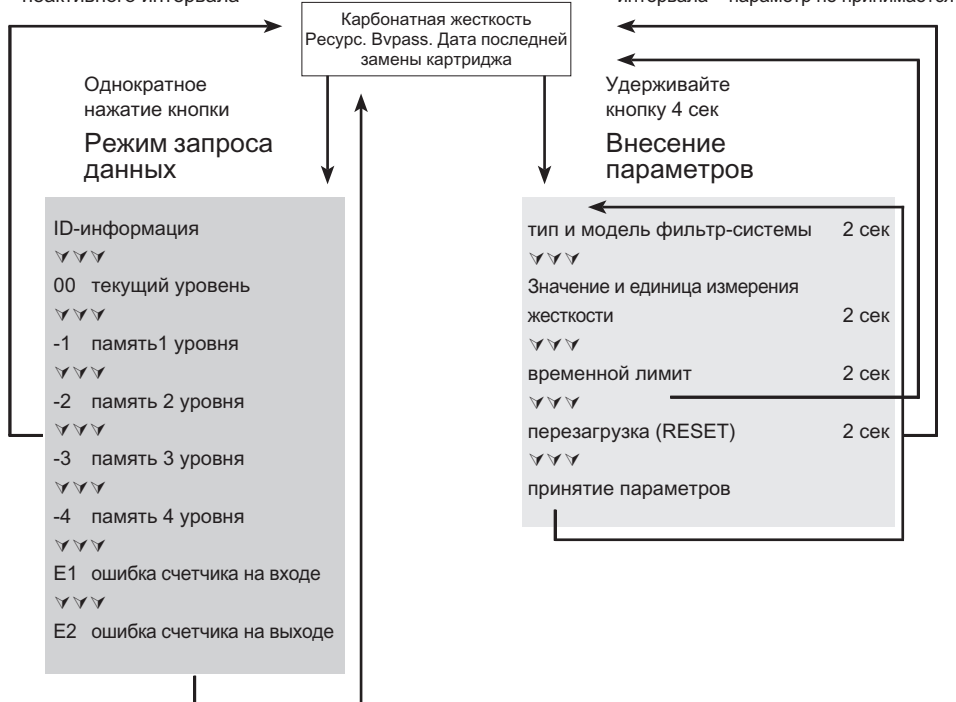 Карбонатная жесткость
Ресурс. Bvpass. Дата последней
замены картриджа
Однократное
нажатие кнопки
Режим запроса
данных
ID-информация
00 текущий уровень
-1 память1 уровня
-2 память 2 уровня
-3 память 3 уровня
-4 память 4 уровня
E1 ошибка счетчика на входе
E2 ошибка счетчика на выходе
Удерживайте
кнопку 4 сек
Внесение
параметров
тип и модель фильтр-системы 2 сек
Значение и единица измерения
жесткости 2 сек
временной лимит 2 сек
перезагрузка (RESET) 2 сек
принятие параметров